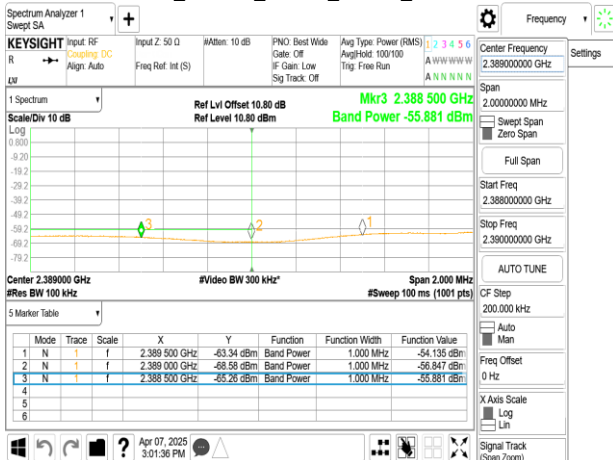 Spectrum Analyzer 1
Swept SA
Frequency
KEYSIGHT
R
Input: RF
Coupling: DC
Align: Auto
Input Z: 50 Ω
Freq Ref: Int (S)
#Atten: 10 dB
PNO: Best Wide
Gate: Off
IF Gain: Low
Sig Track: Off
Avg Type: Power (RMS)
Avg|Hold: 100/100
Trig: Free Run
1 2 3 4 5 6
A W W W W W
A N N N N N
Center Frequency
2.389000000 GHz
Settings
Span
2.00000000 MHz
Swept Span
Zero Span
Full Span
Start Freq
2.388000000 GHz
Stop Freq
2.390000000 GHz
AUTO TUNE
CF Step
200.000 kHz
Auto
Man
Freq Offset
0 Hz
X Axis Scale
Log
Lin
Signal Track
(Span Zoom)
1 Spectrum
Scale/Div 10 dB
Ref Lvl Offset 10.80 dB
Ref Level 10.80 dBm
Mkr3 2.388 500 GHz
Band Power -55.881 dBm
Log
0.800
-9.20
-19.2
-29.2
-39.2
-49.2
-59.2
-69.2
-79.2
3
2
1
Center 2.389000 GHz
#Video BW 300 kHz*
Span 2.000 MHz
#Res BW 100 kHz
#Sweep 100 ms (1001 pts)
5 Marker Table
Mode Trace Scale X Y Function Function Width Function Value
1 N 1 f 2.389 500 GHz -63.34 dBm Band Power 1.000 MHz -54.135 dBm
2 N 1 f 2.389 000 GHz -68.58 dBm Band Power 1.000 MHz -56.847 dBm
3 N 1 f 2.388 500 GHz -65.26 dBm Band Power 1.000 MHz -55.881 dBm
4
5
6
?
Apr 07, 2025
3:01:36 PM